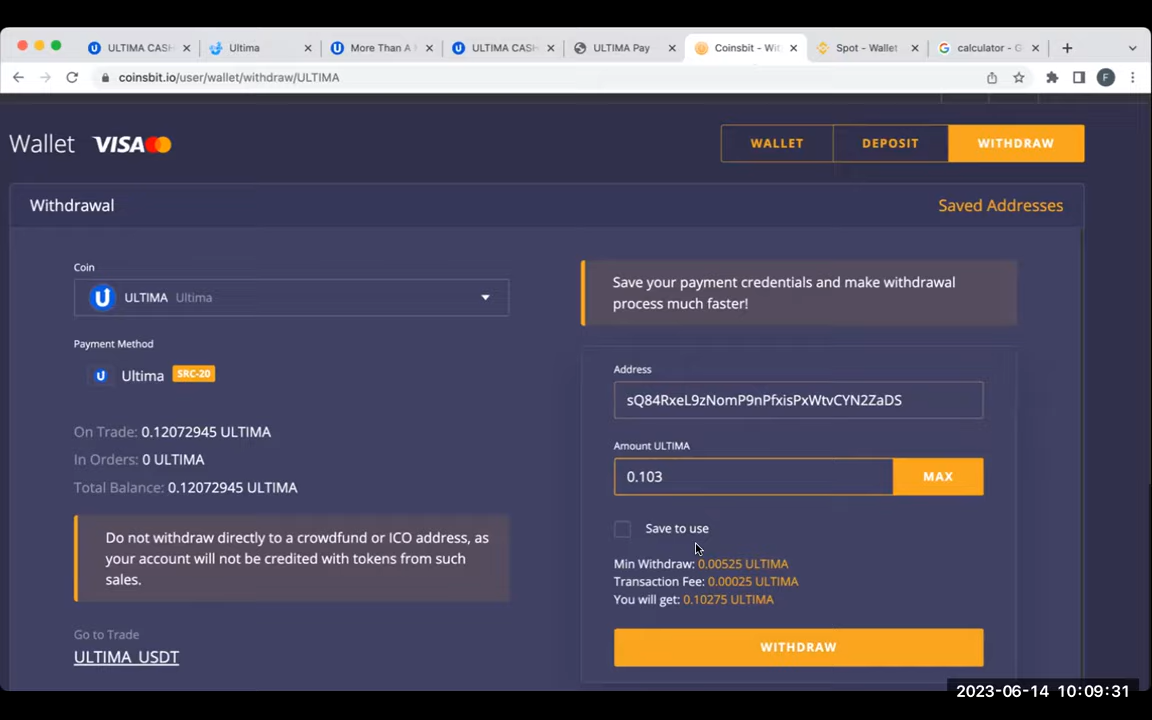 ULTIMA CASH
Ultima
More Than A
ULTIMA CASH
ULTIMA Pay
Coinsbit - Wit
Spot - Wallet
calculator - G
coinsbit.io/user/wallet/withdraw/ULTIMA
F
Wallet VISA
WALLET
DEPOSIT
WITHDRAW
Withdrawal
Saved Addresses
Coin
ULTIMA Ultima
Payment Method
Ultima SRC-20
On Trade: 0.12072945 ULTIMA
In Orders: 0 ULTIMA
Total Balance: 0.12072945 ULTIMA
Do not withdraw directly to a crowdfund or ICO address, as
your account will not be credited with tokens from such
sales.
Go to Trade
ULTIMA_USDT
Save your payment credentials and make withdrawal
process much faster!
Address
sQ84RxeL9zNomP9nPfxisPxWtvCYN2ZaDS
Amount ULTIMA
0.103
MAX
Save to use
Min Withdraw: 0.00525 ULTIMA
Transaction Fee: 0.00025 ULTIMA
You will get: 0.10275 ULTIMA
WITHDRAW
2023-06-14 10:09:31